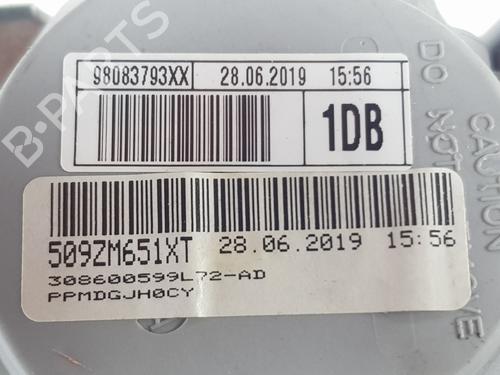 98083793XX 28.06.2019 15:56
1DB
509ZM651XT 28.06.2019 15:56
308600599L72-AD
PPMDGJH0CY
CAUTION
DO NOT
B-PARTS